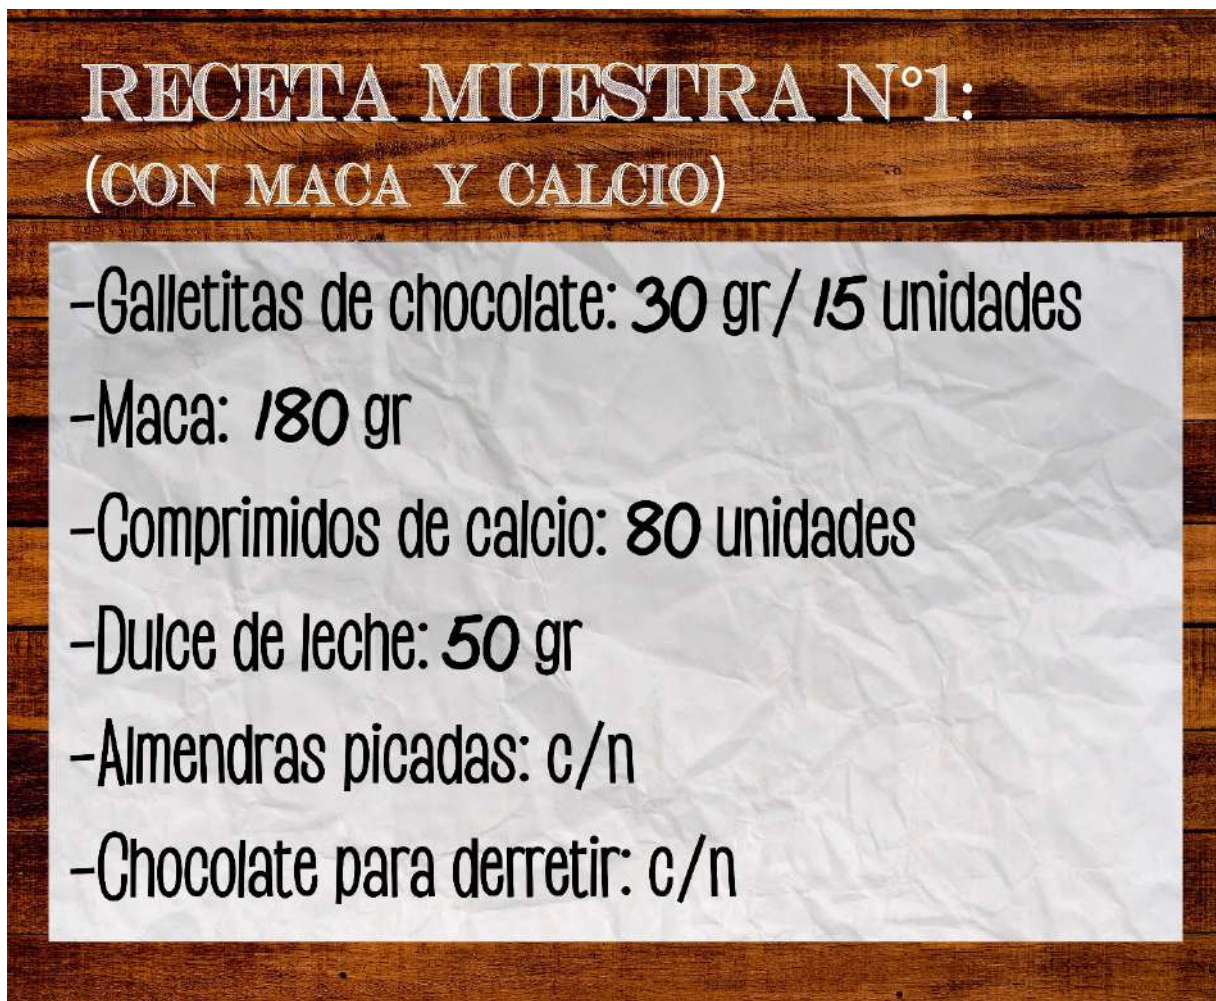 RECETA MUESTRA N°1:
(CON MACA Y CALCIO)
-Galletitas de chocolate: 30 gr/ 15 unidades
-Maca: 180 gr
-Comprimidos de calcio: 80 unidades
-Dulce de leche: 50 gr
-Almendras picadas: c/n
-Chocolate para derretir: c/n